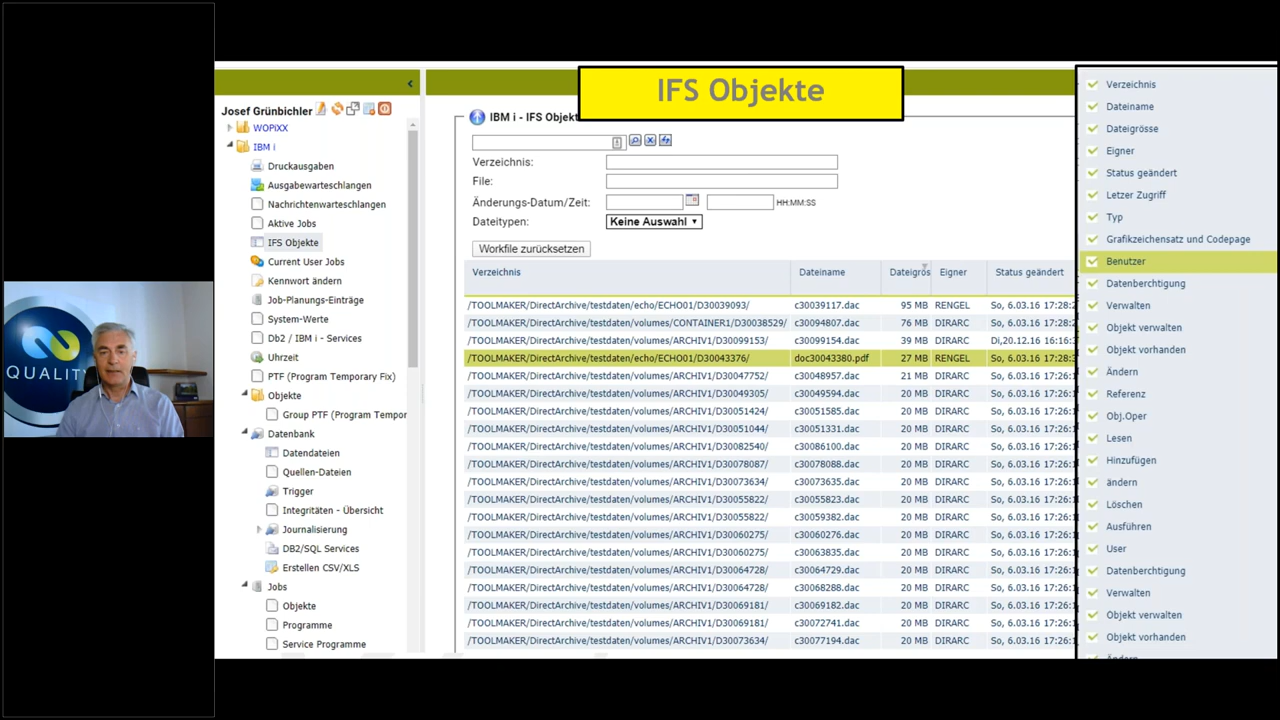 QUALITY
Josef Grünbichler
WOPiXX
IBM i
Druckausgaben
Ausgabewarteschlangen
Nachrichtenwarteschlangen
Aktive Jobs
IFS Objekte
Current User Jobs
Kennwort ändern
Job-Planungs-Einträge
System-Werte
Db2 / IBM i - Services
Uhrzeit
PTF (Program Temporary Fix)
Objekte
Group PTF (Program Tempor
Datenbank
Datendateien
Quellen-Dateien
Trigger
Integritäten - Übersicht
Journalisierung
DB2/SQL Services
Erstellen CSV/XLS
Jobs
Objekte
Programme
Service Programme
IFS Objekte
IBM i - IFS Objekt
Verzeichnis:
File:
Änderungs-Datum/Zeit: HH:MM:SS
Dateitypen: Keine Auswahl
Workfile zurücksetzen
Verzeichnis Dateiname Dateigrös Eigner Status geändert
/TOOLMAKER/DirectArchive/testdaten/echo/ECHO01/D30039093/ c30039117.dac 95 MB RENGEL So, 6.03.16 17:28:2
/TOOLMAKER/DirectArchive/testdaten/volumes/CONTAINER1/D30038529/ c30094807.dac 76 MB DIRARC So, 6.03.16 17:28:2
/TOOLMAKER/DirectArchive/testdaten/volumes/ARCHIV1/D30099153/ c30099154.dac 39 MB DIRARC Di,20.12.16 16:16:3
/TOOLMAKER/DirectArchive/testdaten/echo/ECHO01/D30043376/ doc30043380.pdf 27 MB RENGEL So, 6.03.16 17:28:3
/TOOLMAKER/DirectArchive/testdaten/volumes/ARCHIV1/D30047752/ c30048957.dac 21 MB DIRARC So, 6.03.16 17:26:1
/TOOLMAKER/DirectArchive/testdaten/volumes/ARCHIV1/D30049305/ c30049594.dac 20 MB DIRARC So, 6.03.16 17:26:1
/TOOLMAKER/DirectArchive/testdaten/volumes/ARCHIV1/D30051424/ c30051585.dac 20 MB DIRARC So, 6.03.16 17:26:1
/TOOLMAKER/DirectArchive/testdaten/volumes/ARCHIV1/D30051044/ c30051331.dac 20 MB DIRARC So, 6.03.16 17:26:1
/TOOLMAKER/DirectArchive/testdaten/volumes/ARCHIV1/D30082540/ c30086100.dac 20 MB DIRARC So, 6.03.16 17:26:1
/TOOLMAKER/DirectArchive/testdaten/volumes/ARCHIV1/D30078087/ c30078088.dac 20 MB DIRARC So, 6.03.16 17:26:1
/TOOLMAKER/DirectArchive/testdaten/volumes/ARCHIV1/D30073634/ c30073635.dac 20 MB DIRARC So, 6.03.16 17:26:1
/TOOLMAKER/DirectArchive/testdaten/volumes/ARCHIV1/D30055822/ c30055823.dac 20 MB DIRARC So, 6.03.16 17:26:1
/TOOLMAKER/DirectArchive/testdaten/volumes/ARCHIV1/D30055822/ c30059382.dac 20 MB DIRARC So, 6.03.16 17:26:1
/TOOLMAKER/DirectArchive/testdaten/volumes/ARCHIV1/D30060275/ c30060276.dac 20 MB DIRARC So, 6.03.16 17:26:1
/TOOLMAKER/DirectArchive/testdaten/volumes/ARCHIV1/D30060275/ c30063835.dac 20 MB DIRARC So, 6.03.16 17:26:1
/TOOLMAKER/DirectArchive/testdaten/volumes/ARCHIV1/D30064728/ c30064729.dac 20 MB DIRARC So, 6.03.16 17:26:1
/TOOLMAKER/DirectArchive/testdaten/volumes/ARCHIV1/D30064728/ c30068288.dac 20 MB DIRARC So, 6.03.16 17:26:1
/TOOLMAKER/DirectArchive/testdaten/volumes/ARCHIV1/D30069181/ c30069182.dac 20 MB DIRARC So, 6.03.16 17:26:1
/TOOLMAKER/DirectArchive/testdaten/volumes/ARCHIV1/D30069181/ c30072741.dac 20 MB DIRARC So, 6.03.16 17:26:1
/TOOLMAKER/DirectArchive/testdaten/volumes/ARCHIV1/D30073634/ c30077194.dac 20 MB DIRARC So, 6.03.16 17:26:1
Verzeichnis
Dateiname
Dateigrösse
Eigner
Status geändert
Letzer Zugriff
Typ
Grafikzeichensatz und Codepage
Benutzer
Datenberchtigung
Verwalten
Objekt verwalten
Objekt vorhanden
Ändern
Referenz
Obj.Oper
Lesen
Hinzufügen
ändern
Löschen
Ausführen
User
Datenberchtigung
Verwalten
Objekt verwalten
Objekt vorhanden
Ändern